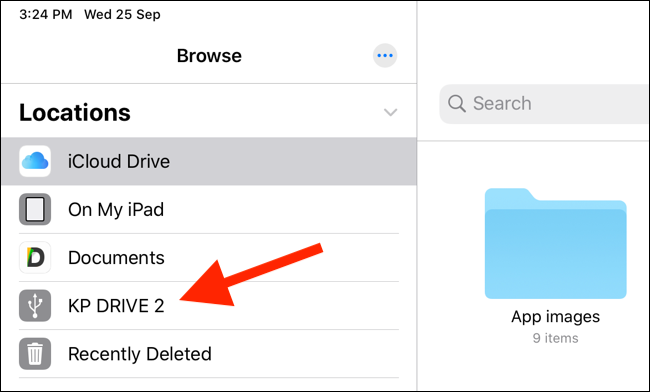 3:24 PM Wed 25 Sep
Browse
Locations
iCloud Drive
On My iPad
Documents
KP DRIVE 2
Recently Deleted
Search
App images
9 items